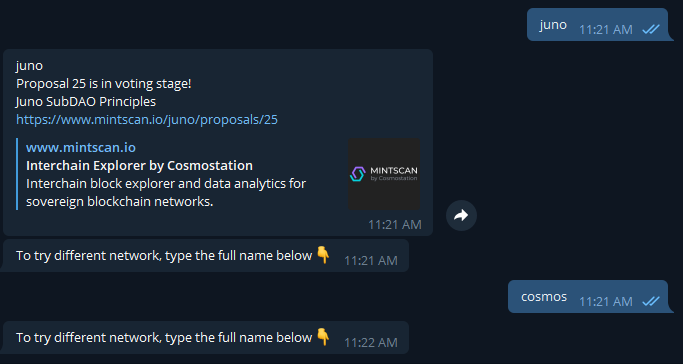 juno 11:21 AM
juno
Proposal 25 is in voting stage!
Juno SubDAO Principles
https://www.mintscan.io/juno/proposals/25
www.mintscan.io
Interchain Explorer by Cosmostation
Interchain block explorer and data analytics for
sovereign blockchain networks.
MINTSCAN
by Cosmostation
11:21 AM
To try different network, type the full name below 👇 11:21 AM
cosmos 11:21 AM
To try different network, type the full name below 👇 11:22 AM